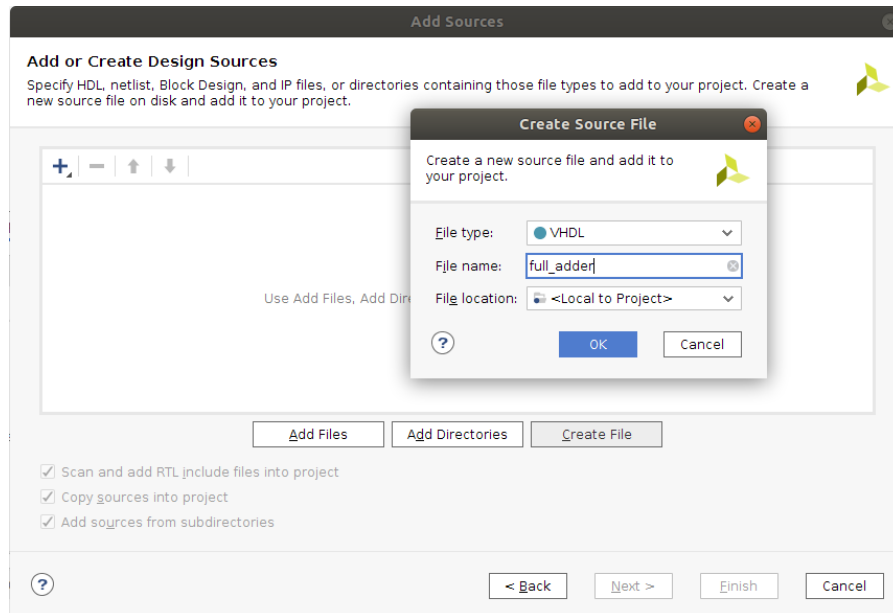 Add Sources
Add or Create Design Sources
Specify HDL, netlist, Block Design, and IP files, or directories containing those file types to add to your project. Create a
new source file on disk and add it to your project.
Create Source File
Create a new source file and add it to
your project.
File type:
VHDL
File name:
full_adder
File location:
<Local to Project>
?
OK
Cancel
Use Add Files, Add Dire
Add Files
Add Directories
Create File
Scan and add RTL include files into project
Copy sources into project
Add sources from subdirectories
?
< Back
Next >
Finish
Cancel